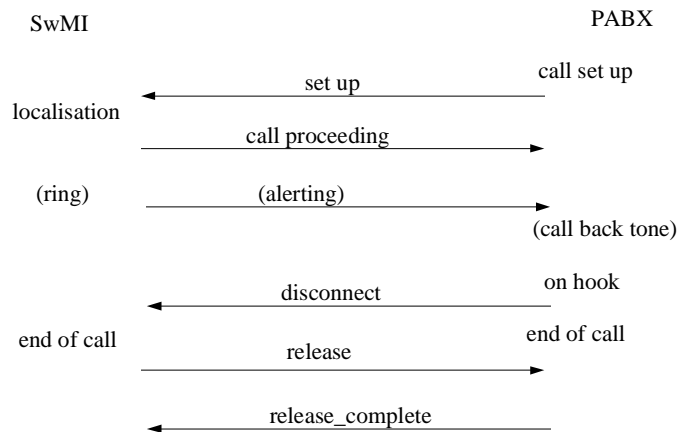 SwMI
PABX
call set up
set up
localisation
call proceeding
(ring)
(alerting)
(call back tone)
on hook
disconnect
end of call
end of call
release
release_complete